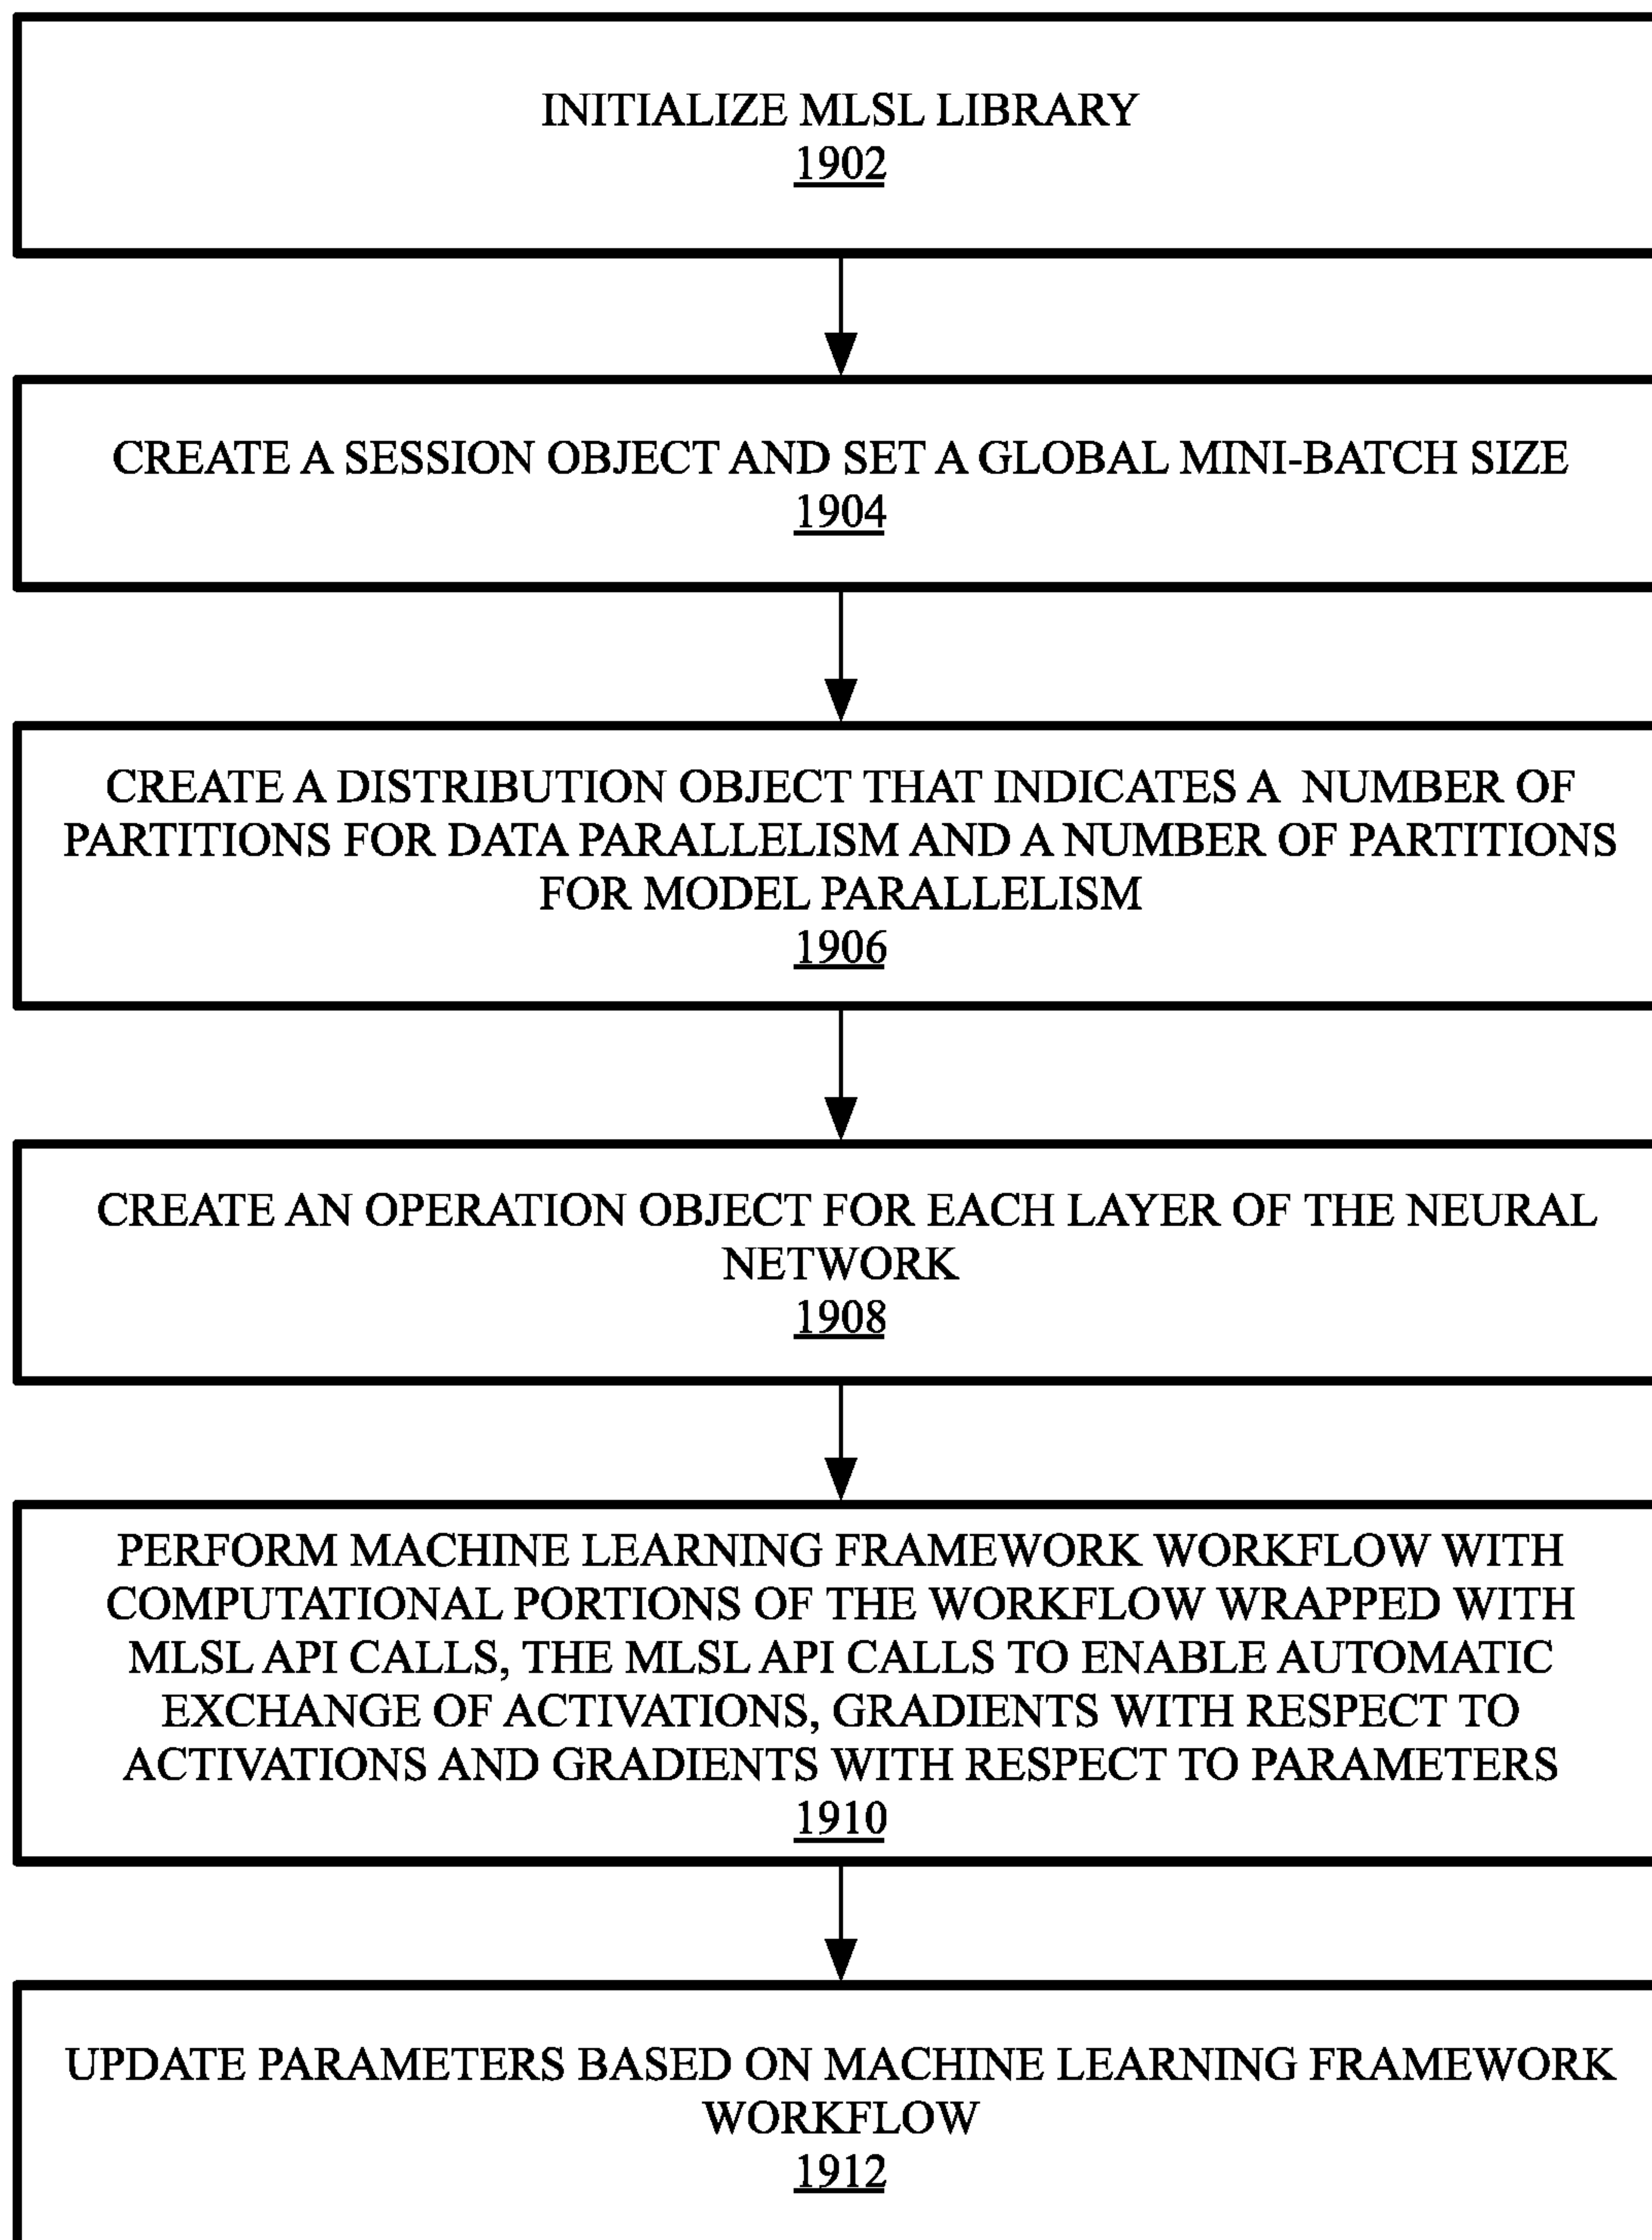 INITIALIZE MLSL LIBRARY
1902
CREATE A SESSION OBJECT AND SET A GLOBAL MINI-BATCH SIZE
1904
CREATE A DISTRIBUTION OBJECT THAT INDICATES A NUMBER OF
PARTITIONS FOR DATA PARALLELISM AND A NUMBER OF PARTITIONS
FOR MODEL PARALLELISM
1906
CREATE AN OPERATION OBJECT FOR EACH LAYER OF THE NEURAL
NETWORK
1908
PERFORM MACHINE LEARNING FRAMEWORK WORKFLOW WITH
COMPUTATIONAL PORTIONS OF THE WORKFLOW WRAPPED WITH
MLSL API CALLS, THE MLSL API CALLS TO ENABLE AUTOMATIC
EXCHANGE OF ACTIVATIONS, GRADIENTS WITH RESPECT TO
ACTIVATIONS AND GRADIENTS WITH RESPECT TO PARAMETERS
1910
UPDATE PARAMETERS BASED ON MACHINE LEARNING FRAMEWORK
WORKFLOW
1912